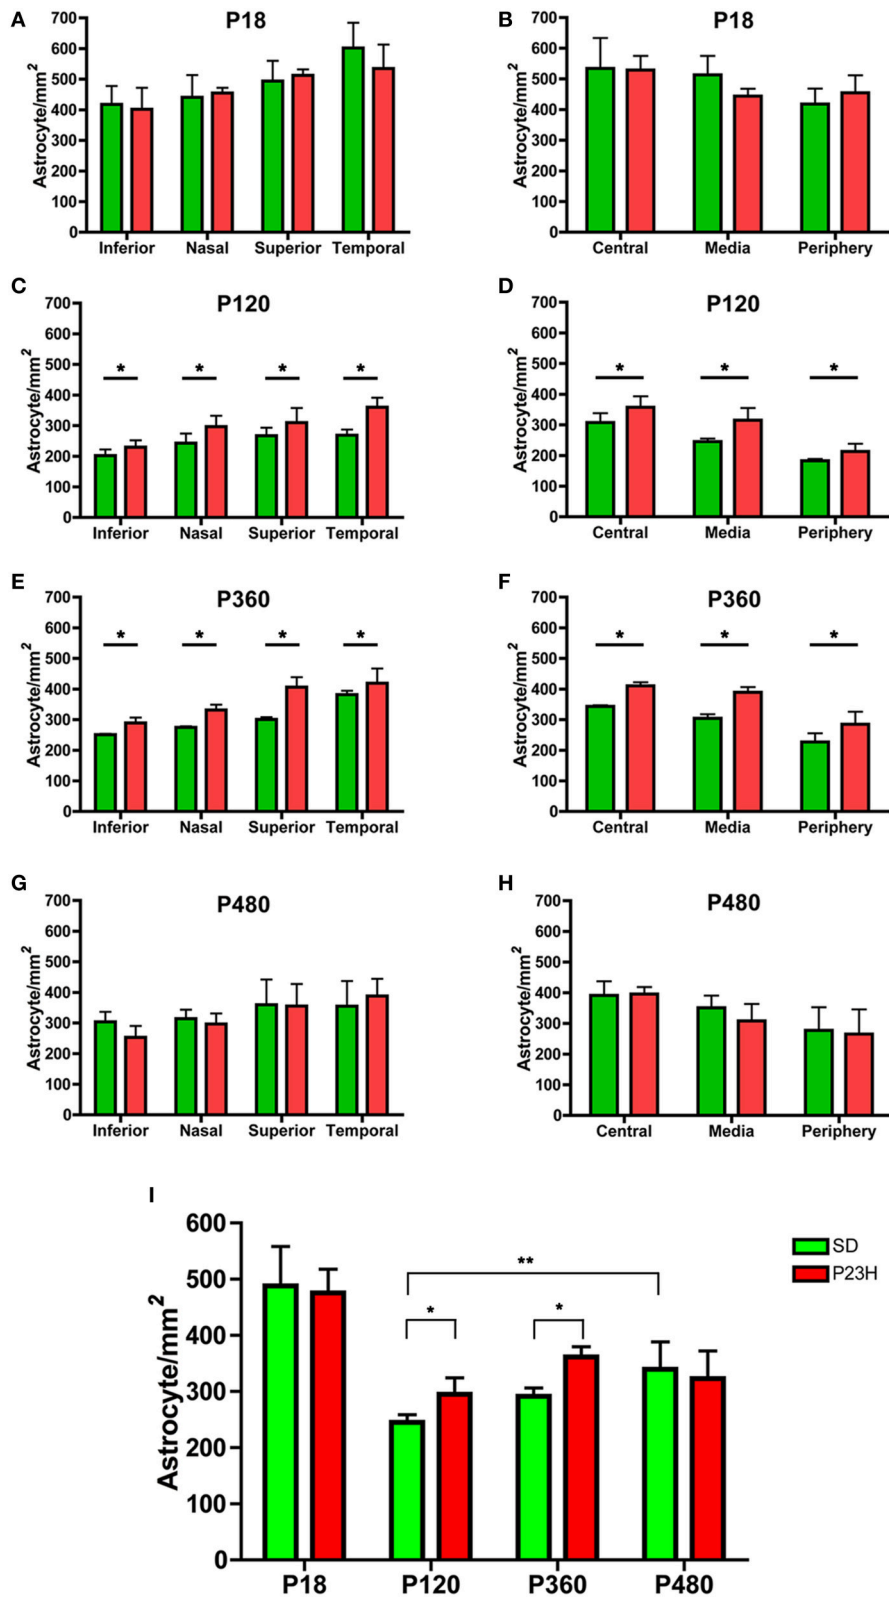 A
P18
Astrocyte/mm²
700
600
500
400
300
200
100
0
Inferior Nasal Superior Temporal
B
P18
Astrocyte/mm²
700
600
500
400
300
200
100
0
Central Media Periphery
C
P120
Astrocyte/mm²
700
600
500
400
300
200
100
0
* * * *
Inferior Nasal Superior Temporal
D
P120
Astrocyte/mm²
700
600
500
400
300
200
100
0
* * *
Central Media Periphery
E
P360
Astrocyte/mm²
700
600
500
400
300
200
100
0
* * * *
Inferior Nasal Superior Temporal
F
P360
Astrocyte/mm²
700
600
500
400
300
200
100
0
* * *
Central Media Periphery
G
P480
Astrocyte/mm²
700
600
500
400
300
200
100
0
Inferior Nasal Superior Temporal
H
P480
Astrocyte/mm²
700
600
500
400
300
200
100
0
Central Media Periphery
I
Astrocyte/mm²
600
500
400
300
200
100
0
**
* *
P18 P120 P360 P480
SD
P23H